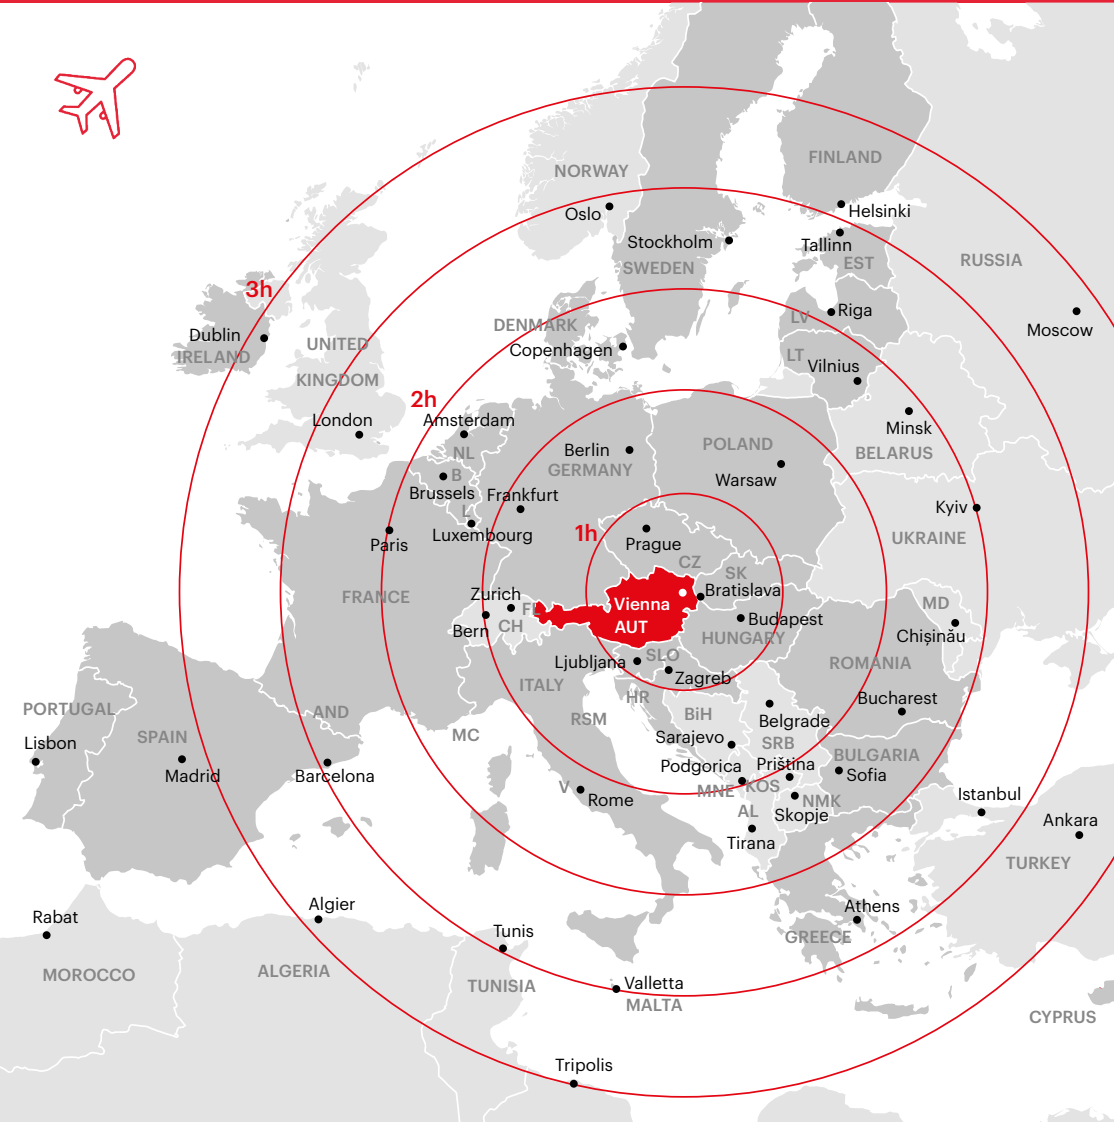 FINLAND
NORWAY
Oslo
Helsinki
Stockholm
Tallinn
SWEDEN
EST
RUSSIA
3h
LV
Riga
DENMARK
Moscow
Dublin
UNITED
KINGDOM
IRELAND
Copenhagen
LT
Vilnius
2h
London
Amsterdam
Minsk
NL
Berlin
POLAND
BELARUS
GERMANY
B
Warsaw
Brussels
Frankfurt
Kyiv
L
Luxembourg
1h
UKRAINE
Paris
Prague
CZ
SK
Bratislava
FRANCE
Zurich
FL
Vienna
AUT
MD
Budapest
Bern
CH
HUNGARY
Chișinău
Ljubljana
SLO
ROMANIA
Zagreb
ITALY
HR
Bucharest
PORTUGAL
AND
RSM
BiH
Belgrade
Lisbon
SPAIN
MC
Sarajevo
SRB
BULGARIA
Madrid
Barcelona
Podgorica
Priština
Sofia
V
Rome
MNE
KOS
NMK
Istanbul
AL
Skopje
Ankara
Tirana
TURKEY
Rabat
Algier
Athens
Tunis
GREECE
MOROCCO
ALGERIA
TUNISIA
Valletta
MALTA
CYPRUS
Tripolis